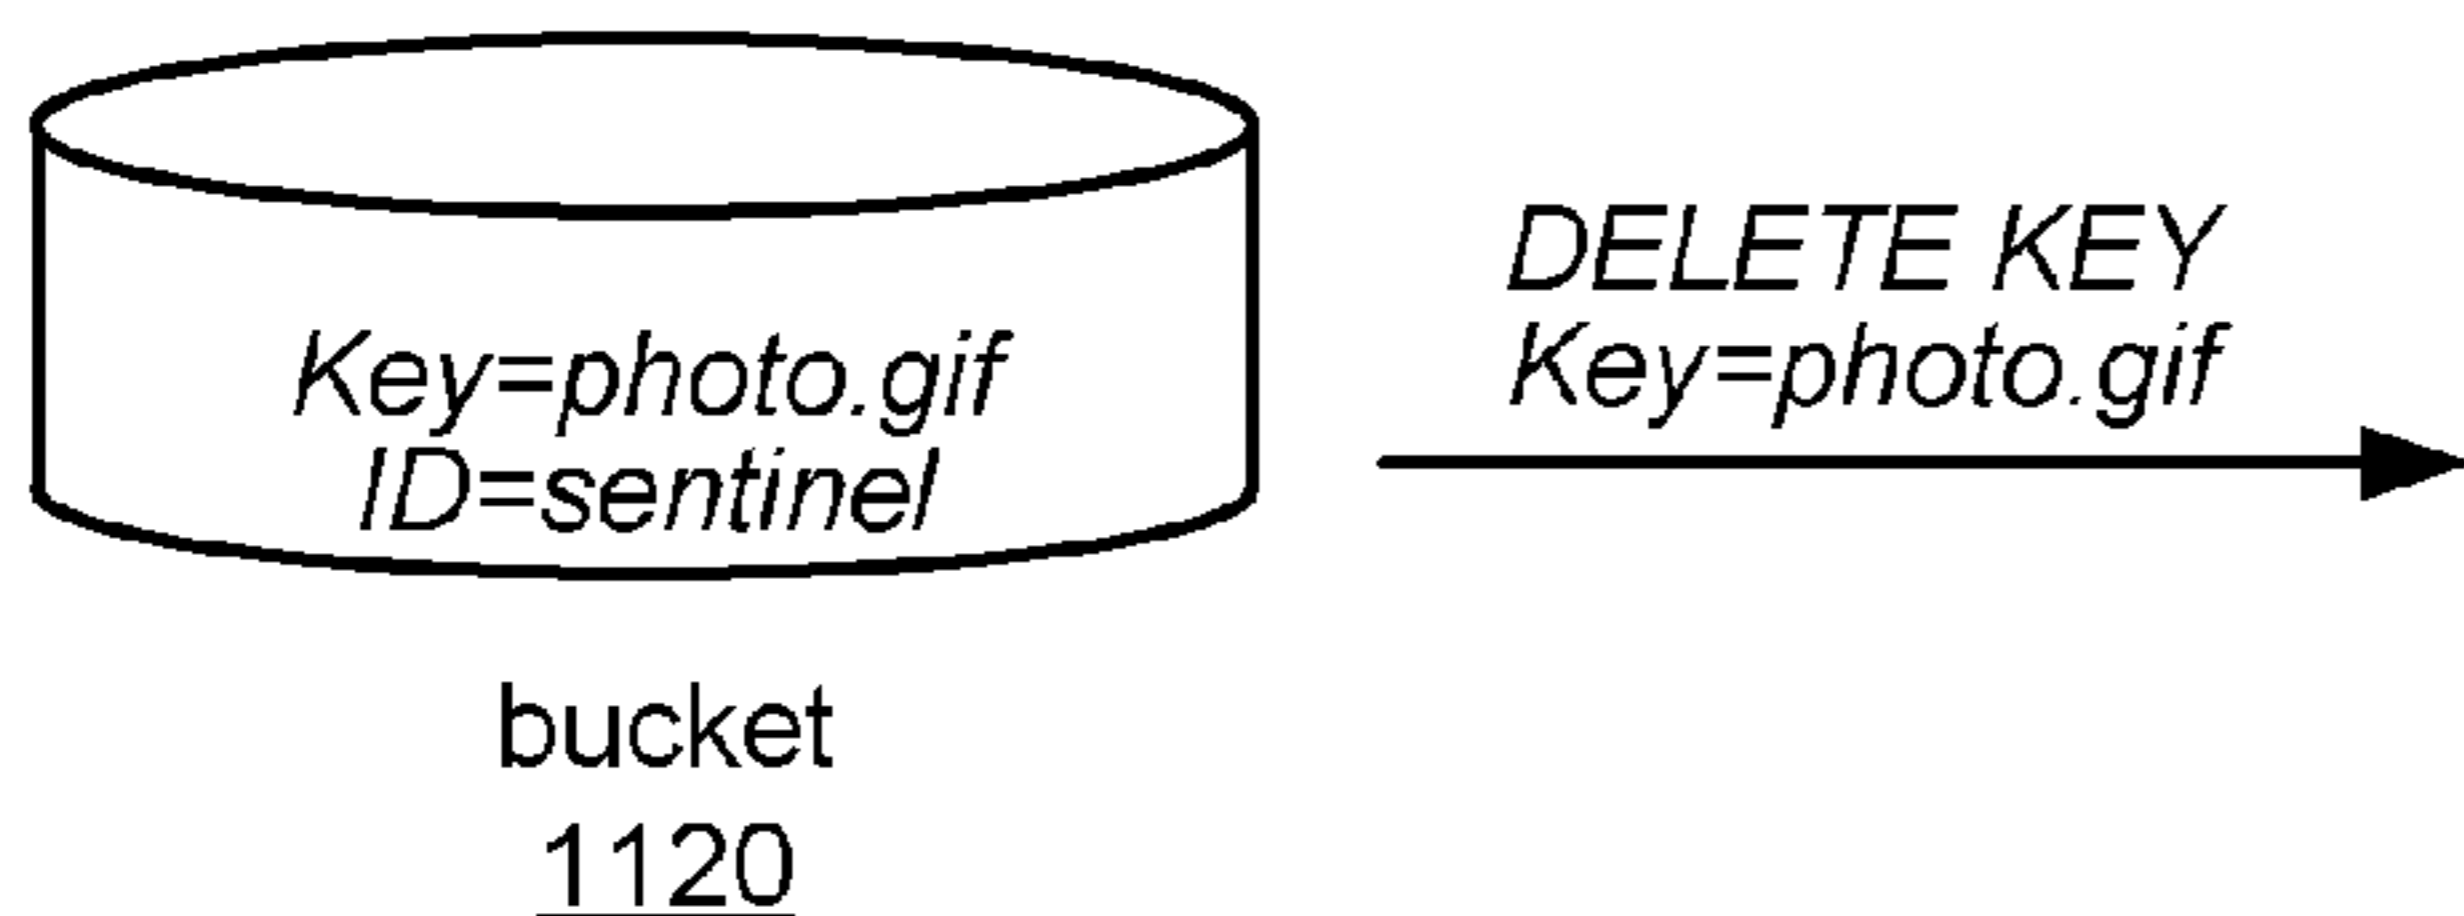 Key=photo.gif
ID=sentinel
bucket
1120
DELETE KEY
Key=photo.gif